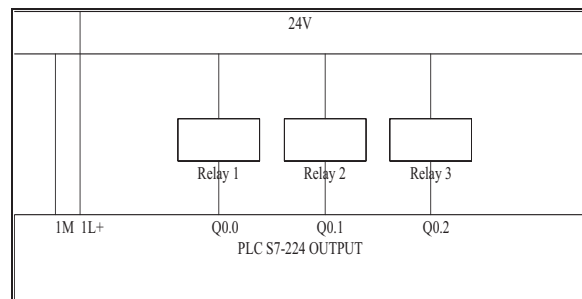 24V
Relay 1 Relay 2 Relay 3
1M 1L+ Q0.0 Q0.1 Q0.2
PLC S7-224 OUTPUT